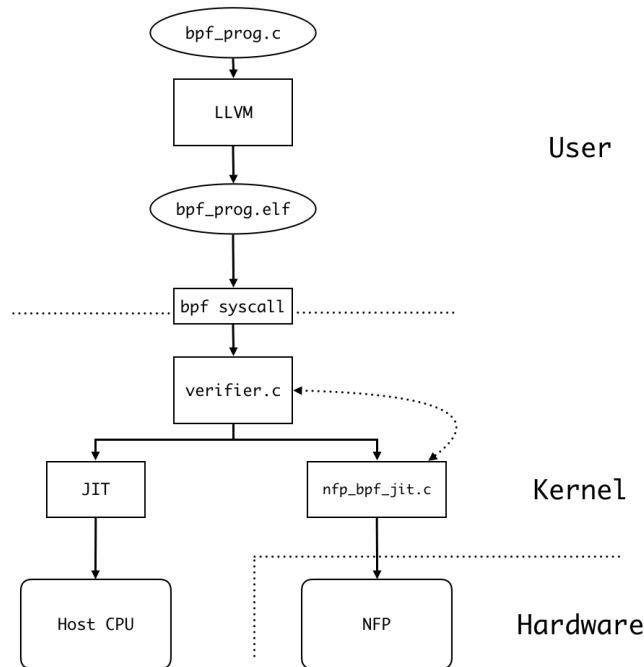 bpf_prog.c
LLVM
User
bpf_prog.elf
bpf syscall
verifier.c
JIT
nfp_bpf_jit.c
Kernel
Host CPU
NFP
Hardware